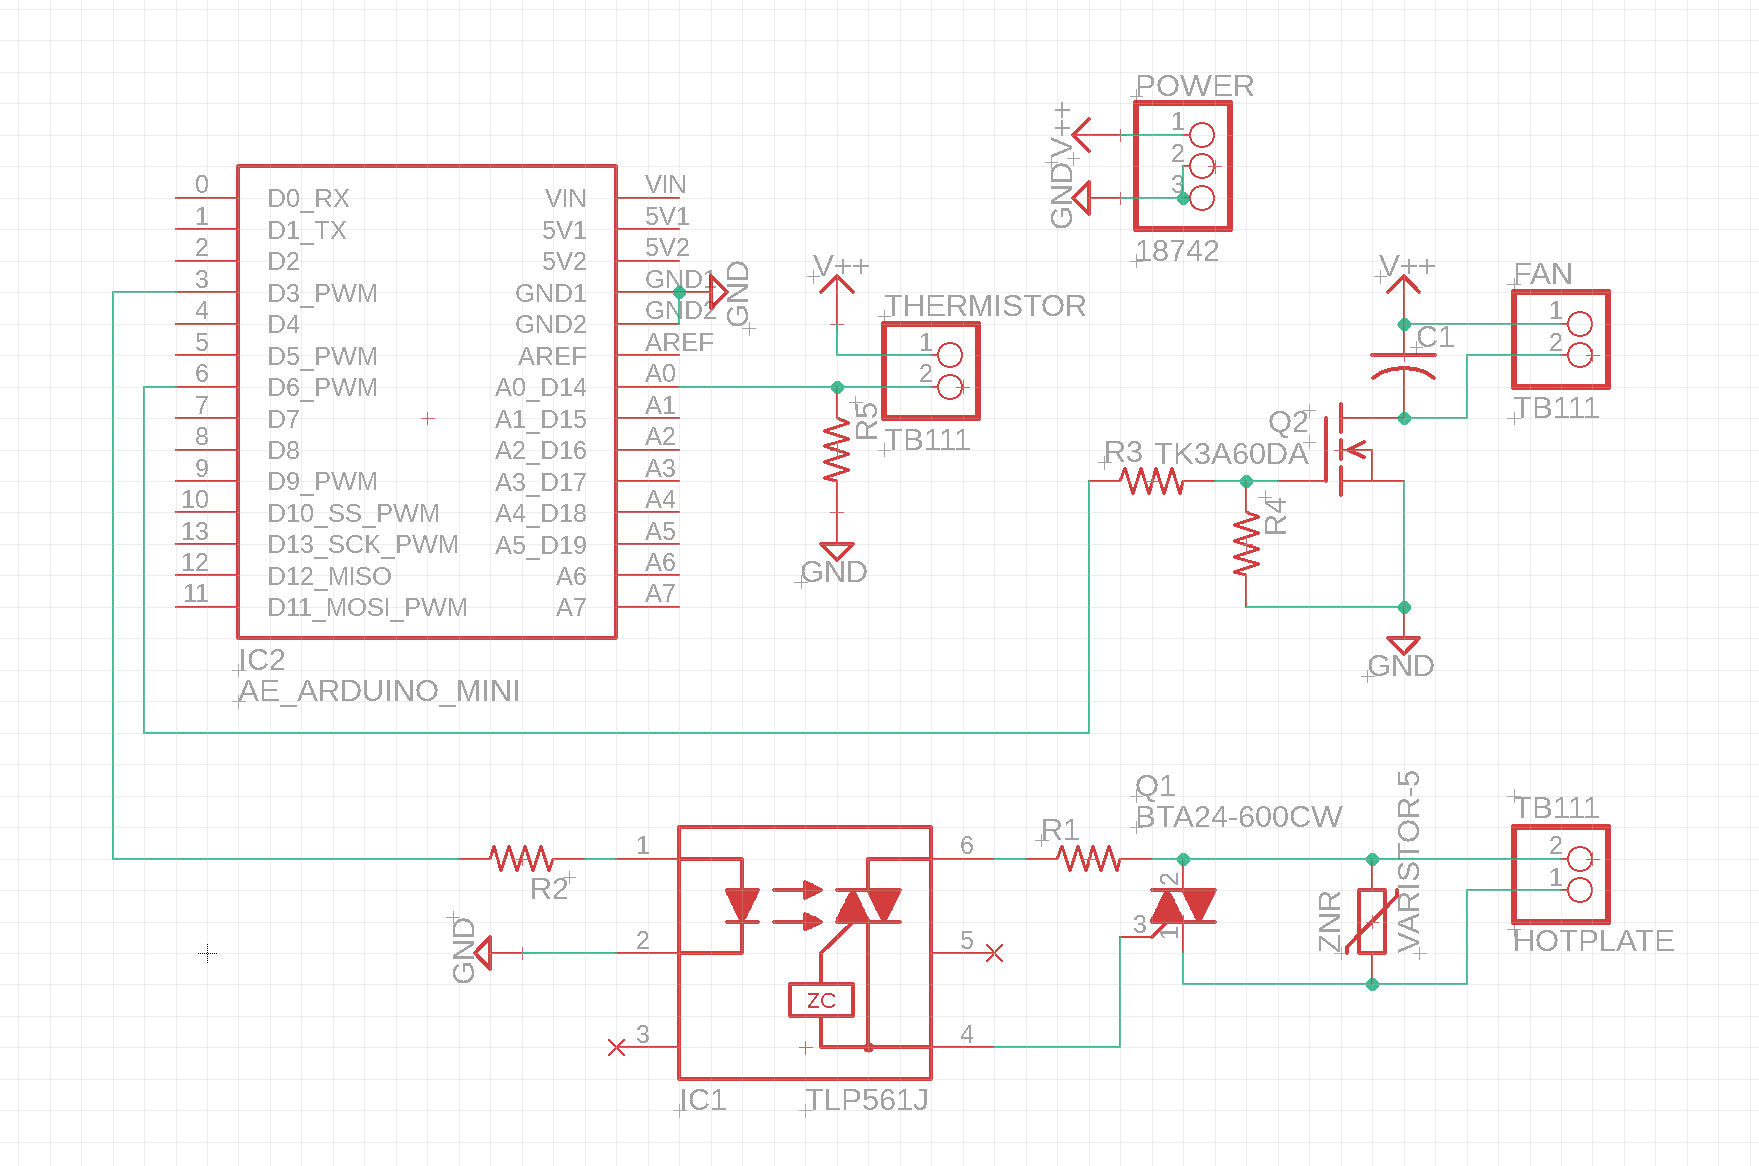 POWER
V++
GND
1
2
3
18742
0
1
2
3
4
5
6
7
8
9
10
13
12
11
D0_RX
D1_TX
D2
D3_PWM
D4
D5_PWM
D6_PWM
D7
D8
D9_PWM
D10_SS_PWM
D13_SCK_PWM
D12_MISO
D11_MOSI_PWM
VIN
5V1
5V2
GND1
GND2
AREF
A0_D14
A1_D15
A2_D16
A3_D17
A4_D18
A5_D19
A6
A7
VIN
5V1
5V2
GND1
GND2
AREF
A0
A1
A2
A3
A4
A5
A6
A7
GND
IC2
AE_ARDUINO_MINI
V++
THERMISTOR
1
2
TB111
R5
GND
V++
C1
FAN
1
2
TB111
Q2
TK3A60DA
R3
R4
GND
R2
GND
1
2
3
6
5
4
ZC
IC1
TLP561J
R1
Q1
BTA24-600CW
2
3
1
ZNR
VARISTOR-5
TB111
2
1
HOTPLATE